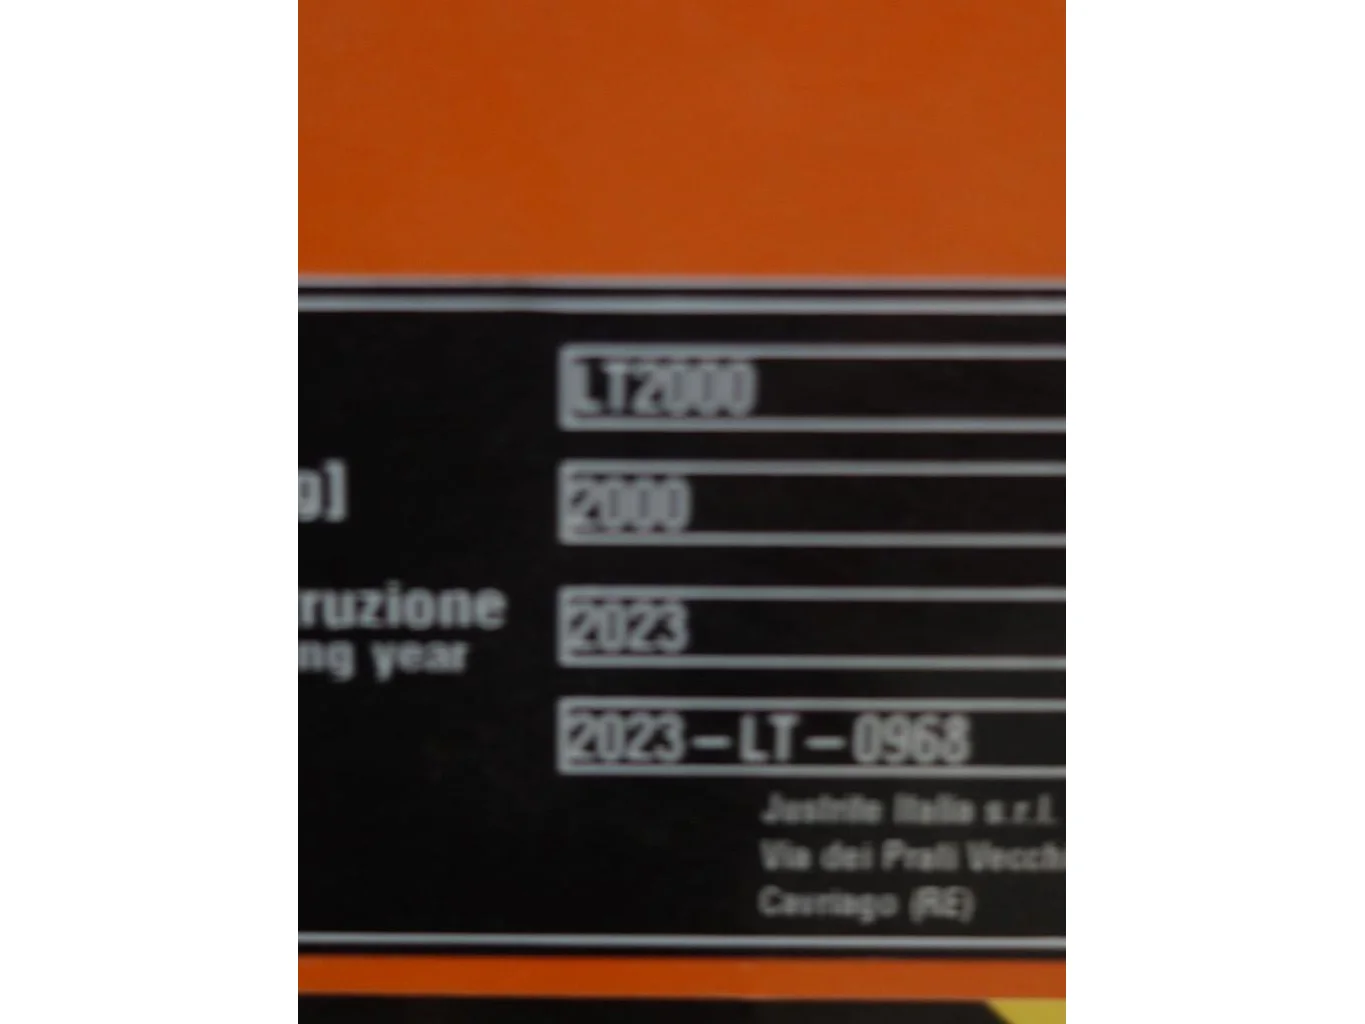 LT2000
g]
2000
ruzione
ng year
2023
2023-LT-0968
Justrite Italia s.r.l.
Via dei Prati Vecchi
Cavriago (RE)